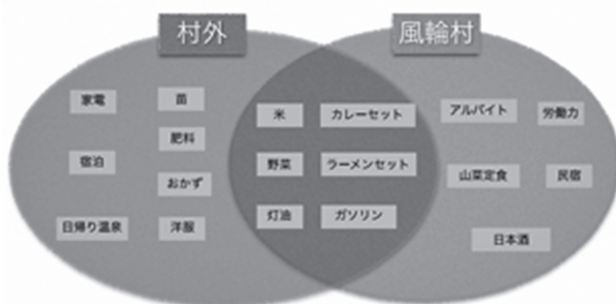 村外
風輪村
家電
苗
肥料
宿泊
おかず
日帰り温泉
洋服
米
カレーセット
野菜
ラーメンセット
灯油
ガソリン
アルバイト
労働力
山菜定食
民宿
日本酒